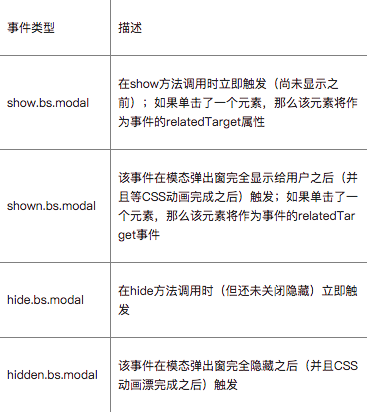 事件类型 描述
在show方法调用时立即触发（尚未显示之
前）；如果单击了一个元素，那么该元素将作
show.bs.modal
为事件的relatedTarget属性
该事件在模态弹出窗完全显示给用户之后（并
且等CSS动画完成之后）触发；如果单击了一
shown.bs.modal
个元素，那么该元素将作为事件的relatedTar
get事件
在hide方法调用时（但还未关闭隐藏）立即触
hide.bs.modal
发
该事件在模态弹出窗完全隐藏之后（并且CSS
hidden.bs.modal
动画漂完成之后）触发